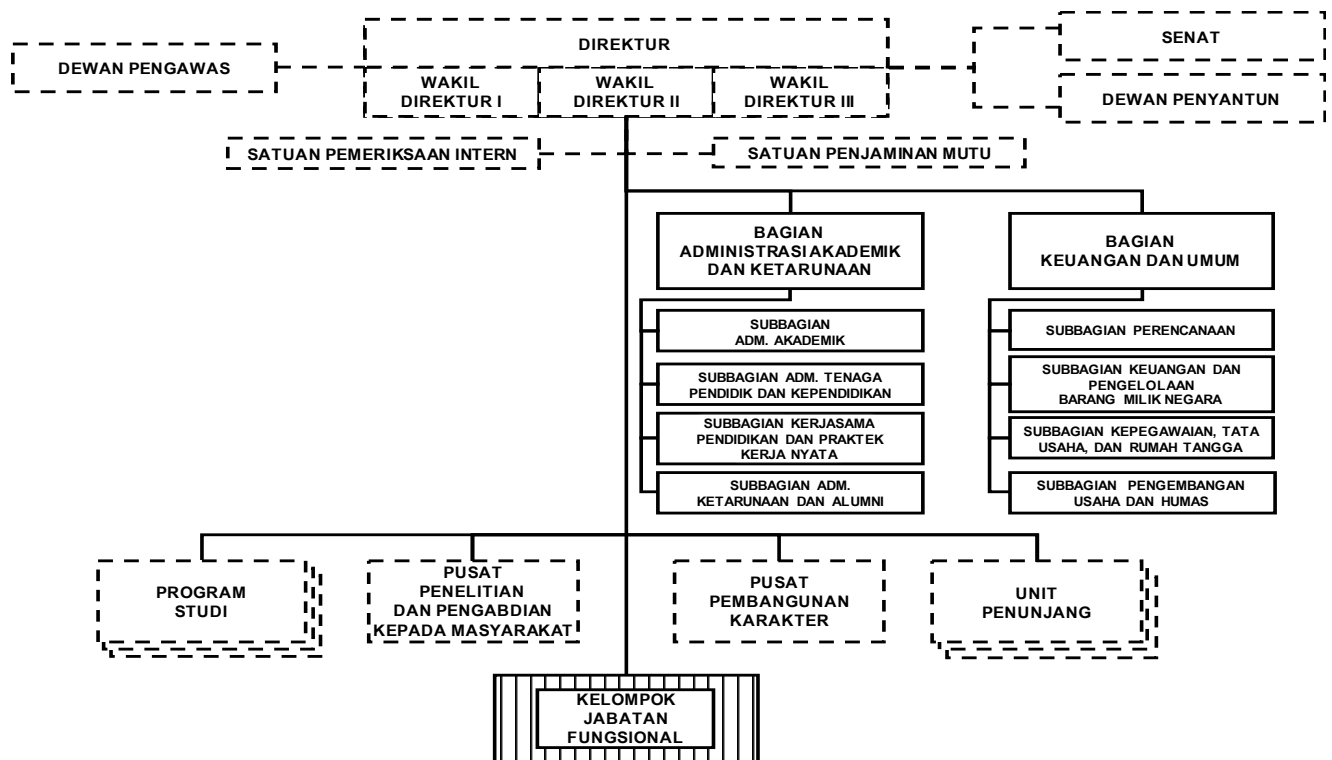 DIREKTUR
SENAT
DEWAN PENGAWAS
WAKIL
DIREKTUR I
WAKIL
DIREKTUR II
WAKIL
DIREKTUR III
DEWAN PENYANTUN
SATUAN PEMERIKSAAN INTERN
SATUAN PENJAMINAN MUTU
BAGIAN
ADMINISTRASI AKADEMIK
DAN KETARUNAAN
BAGIAN
KEUANGAN DAN UMUM
SUBBAGIAN
ADM. AKADEMIK
SUBBAGIAN ADM. TENAGA
PENDIDIK DAN KEPENDIDIKAN
SUBBAGIAN KERJASAMA
PENDIDIKAN DAN PRAKTEK
KERJA NYATA
SUBBAGIAN ADM.
KETARUNAAN DAN ALUMNI
SUBBAGIAN PERENCANAAN
SUBBAGIAN KEUANGAN DAN
PENGELOLAAN
BARANG MILIK NEGARA
SUBBAGIAN KEPEGAWAIAN, TATA
USAHA, DAN RUMAH TANGGA
SUBBAGIAN PENGEMBANGAN
USAHA DAN HUMAS
PROGRAM
STUDI
PUSAT
PENELITIAN
DAN PENGABDIAN
KEPADA MASYARAKAT
PUSAT
PEMBANGUNAN
KARAKTER
UNIT
PENUNJANG
KELOMPOK
JABATAN
FUNGSIONAL